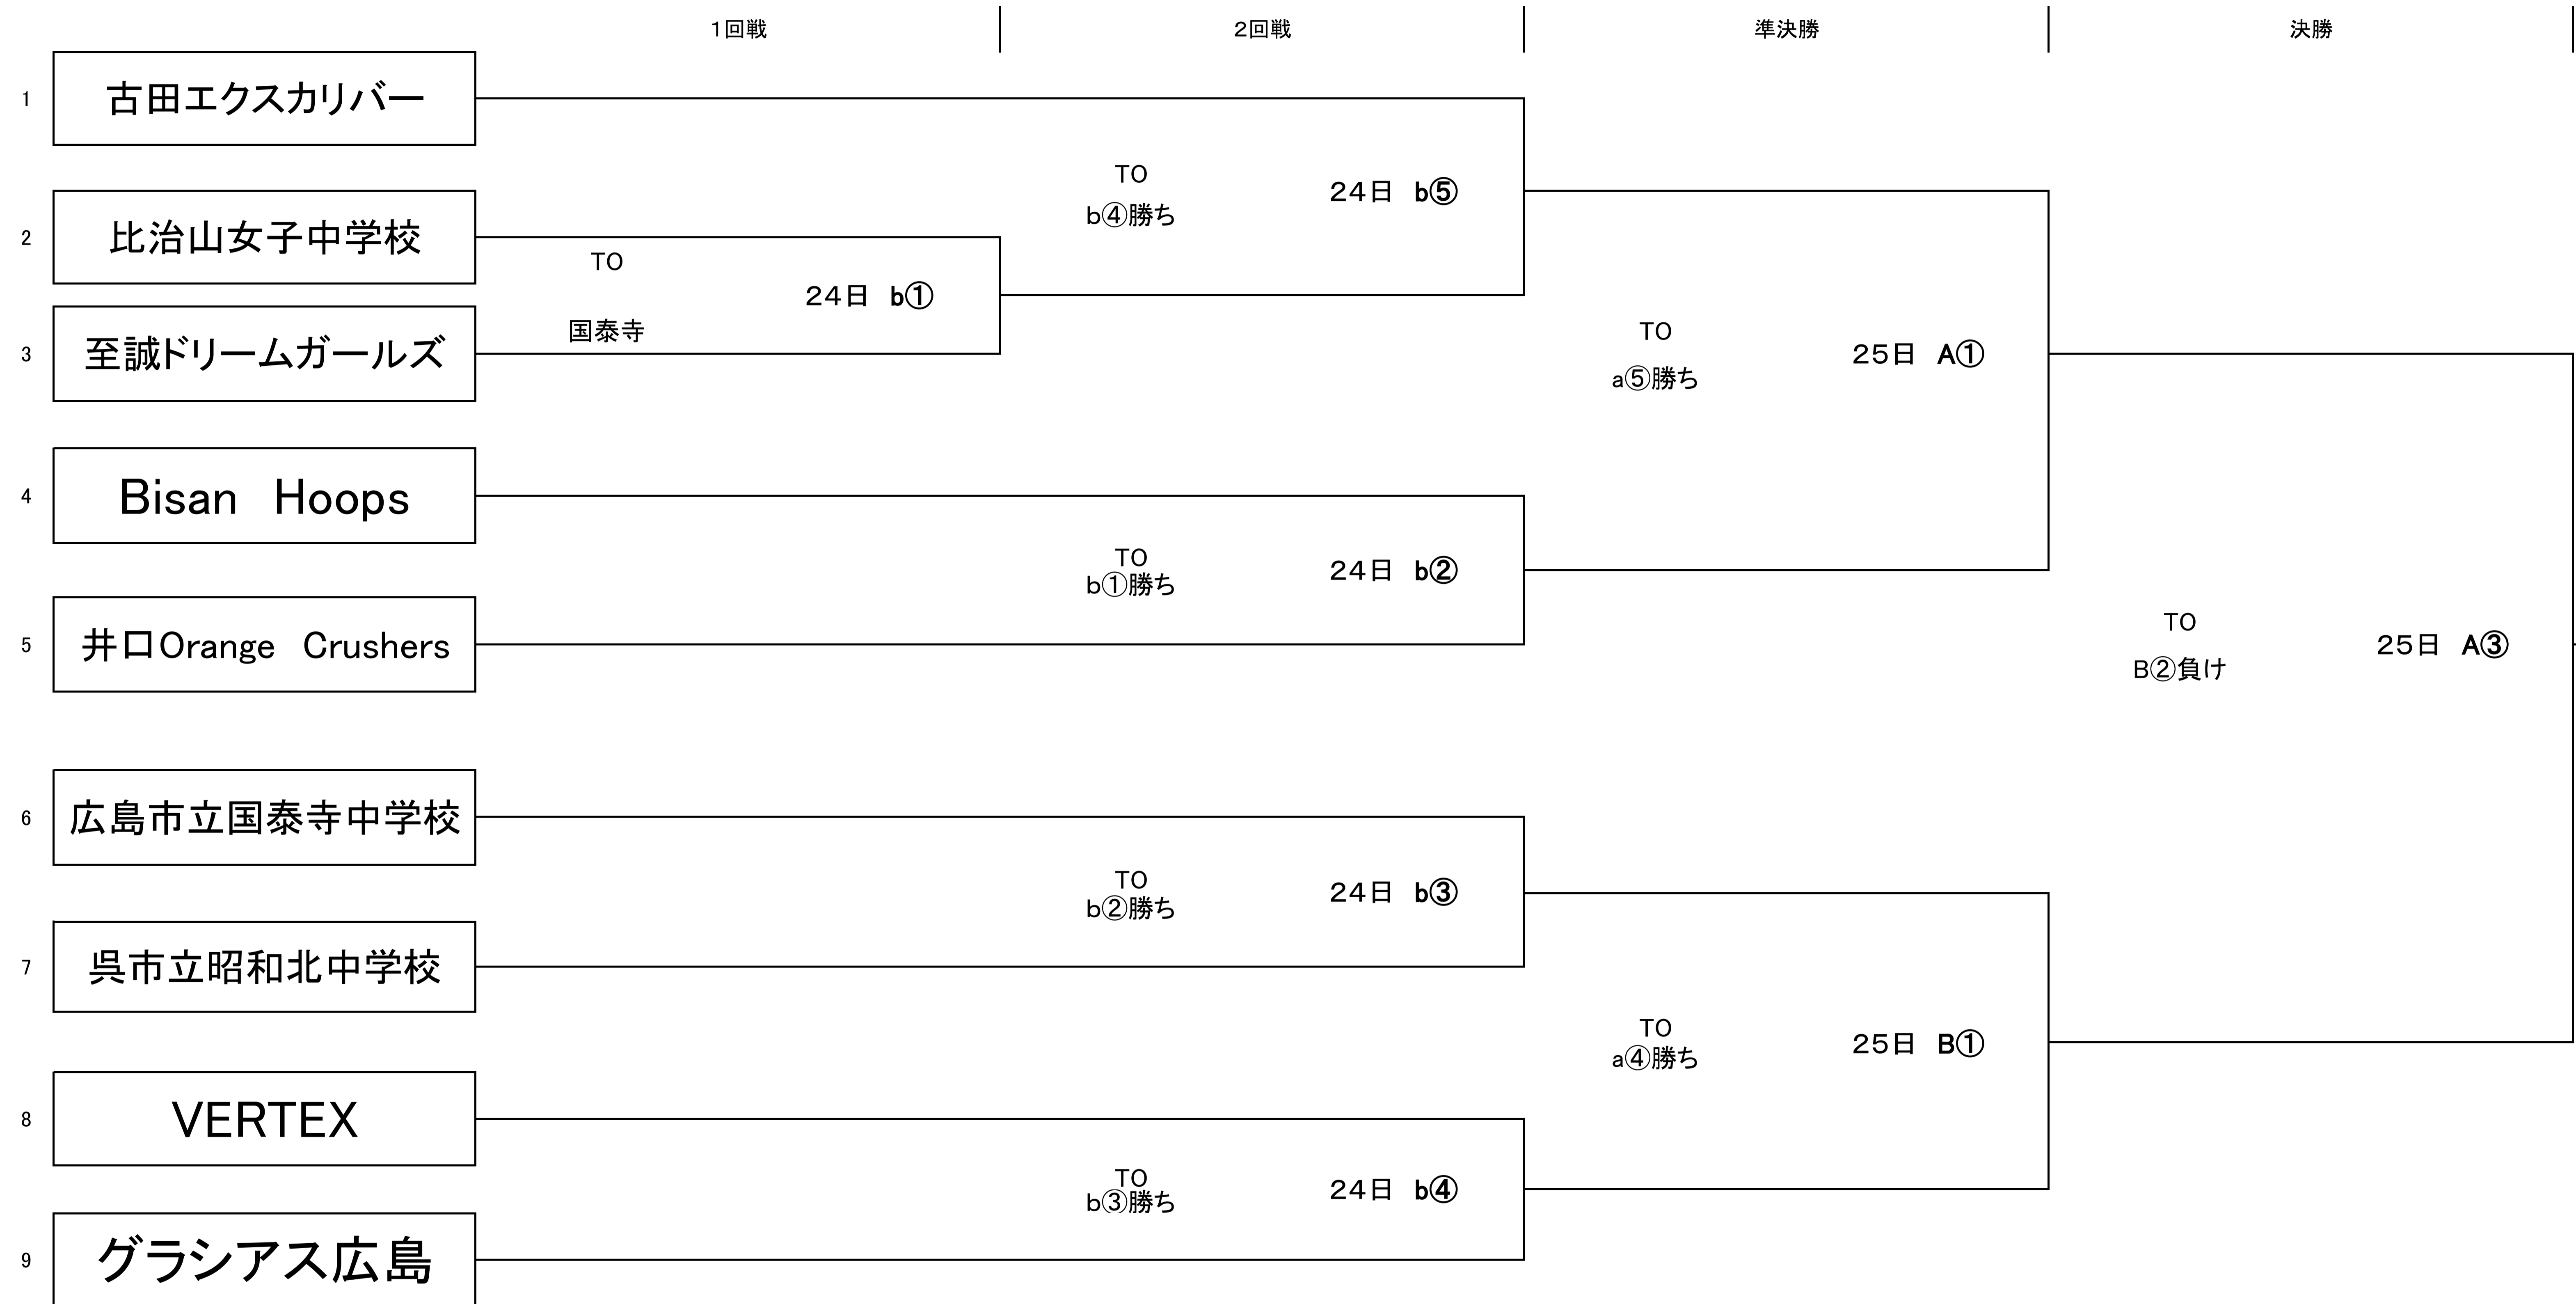 1回戦
2回戦
準決勝
決勝
1
古田エクスカリバー
TO
b④勝ち
24日 b⑤
2
比治山女子中学校
TO
国泰寺
24日 b①
3
至誠ドリームガールズ
TO
a⑤勝ち
25日 A①
4
Bisan Hoops
TO
b①勝ち
24日 b②
5
井口Orange Crushers
TO
B②負け
25日 A③
6
広島市立国泰寺中学校
TO
b②勝ち
24日 b③
7
呉市立昭和北中学校
TO
a④勝ち
25日 B①
8
VERTEX
TO
b③勝ち
24日 b④
9
グラシアス広島